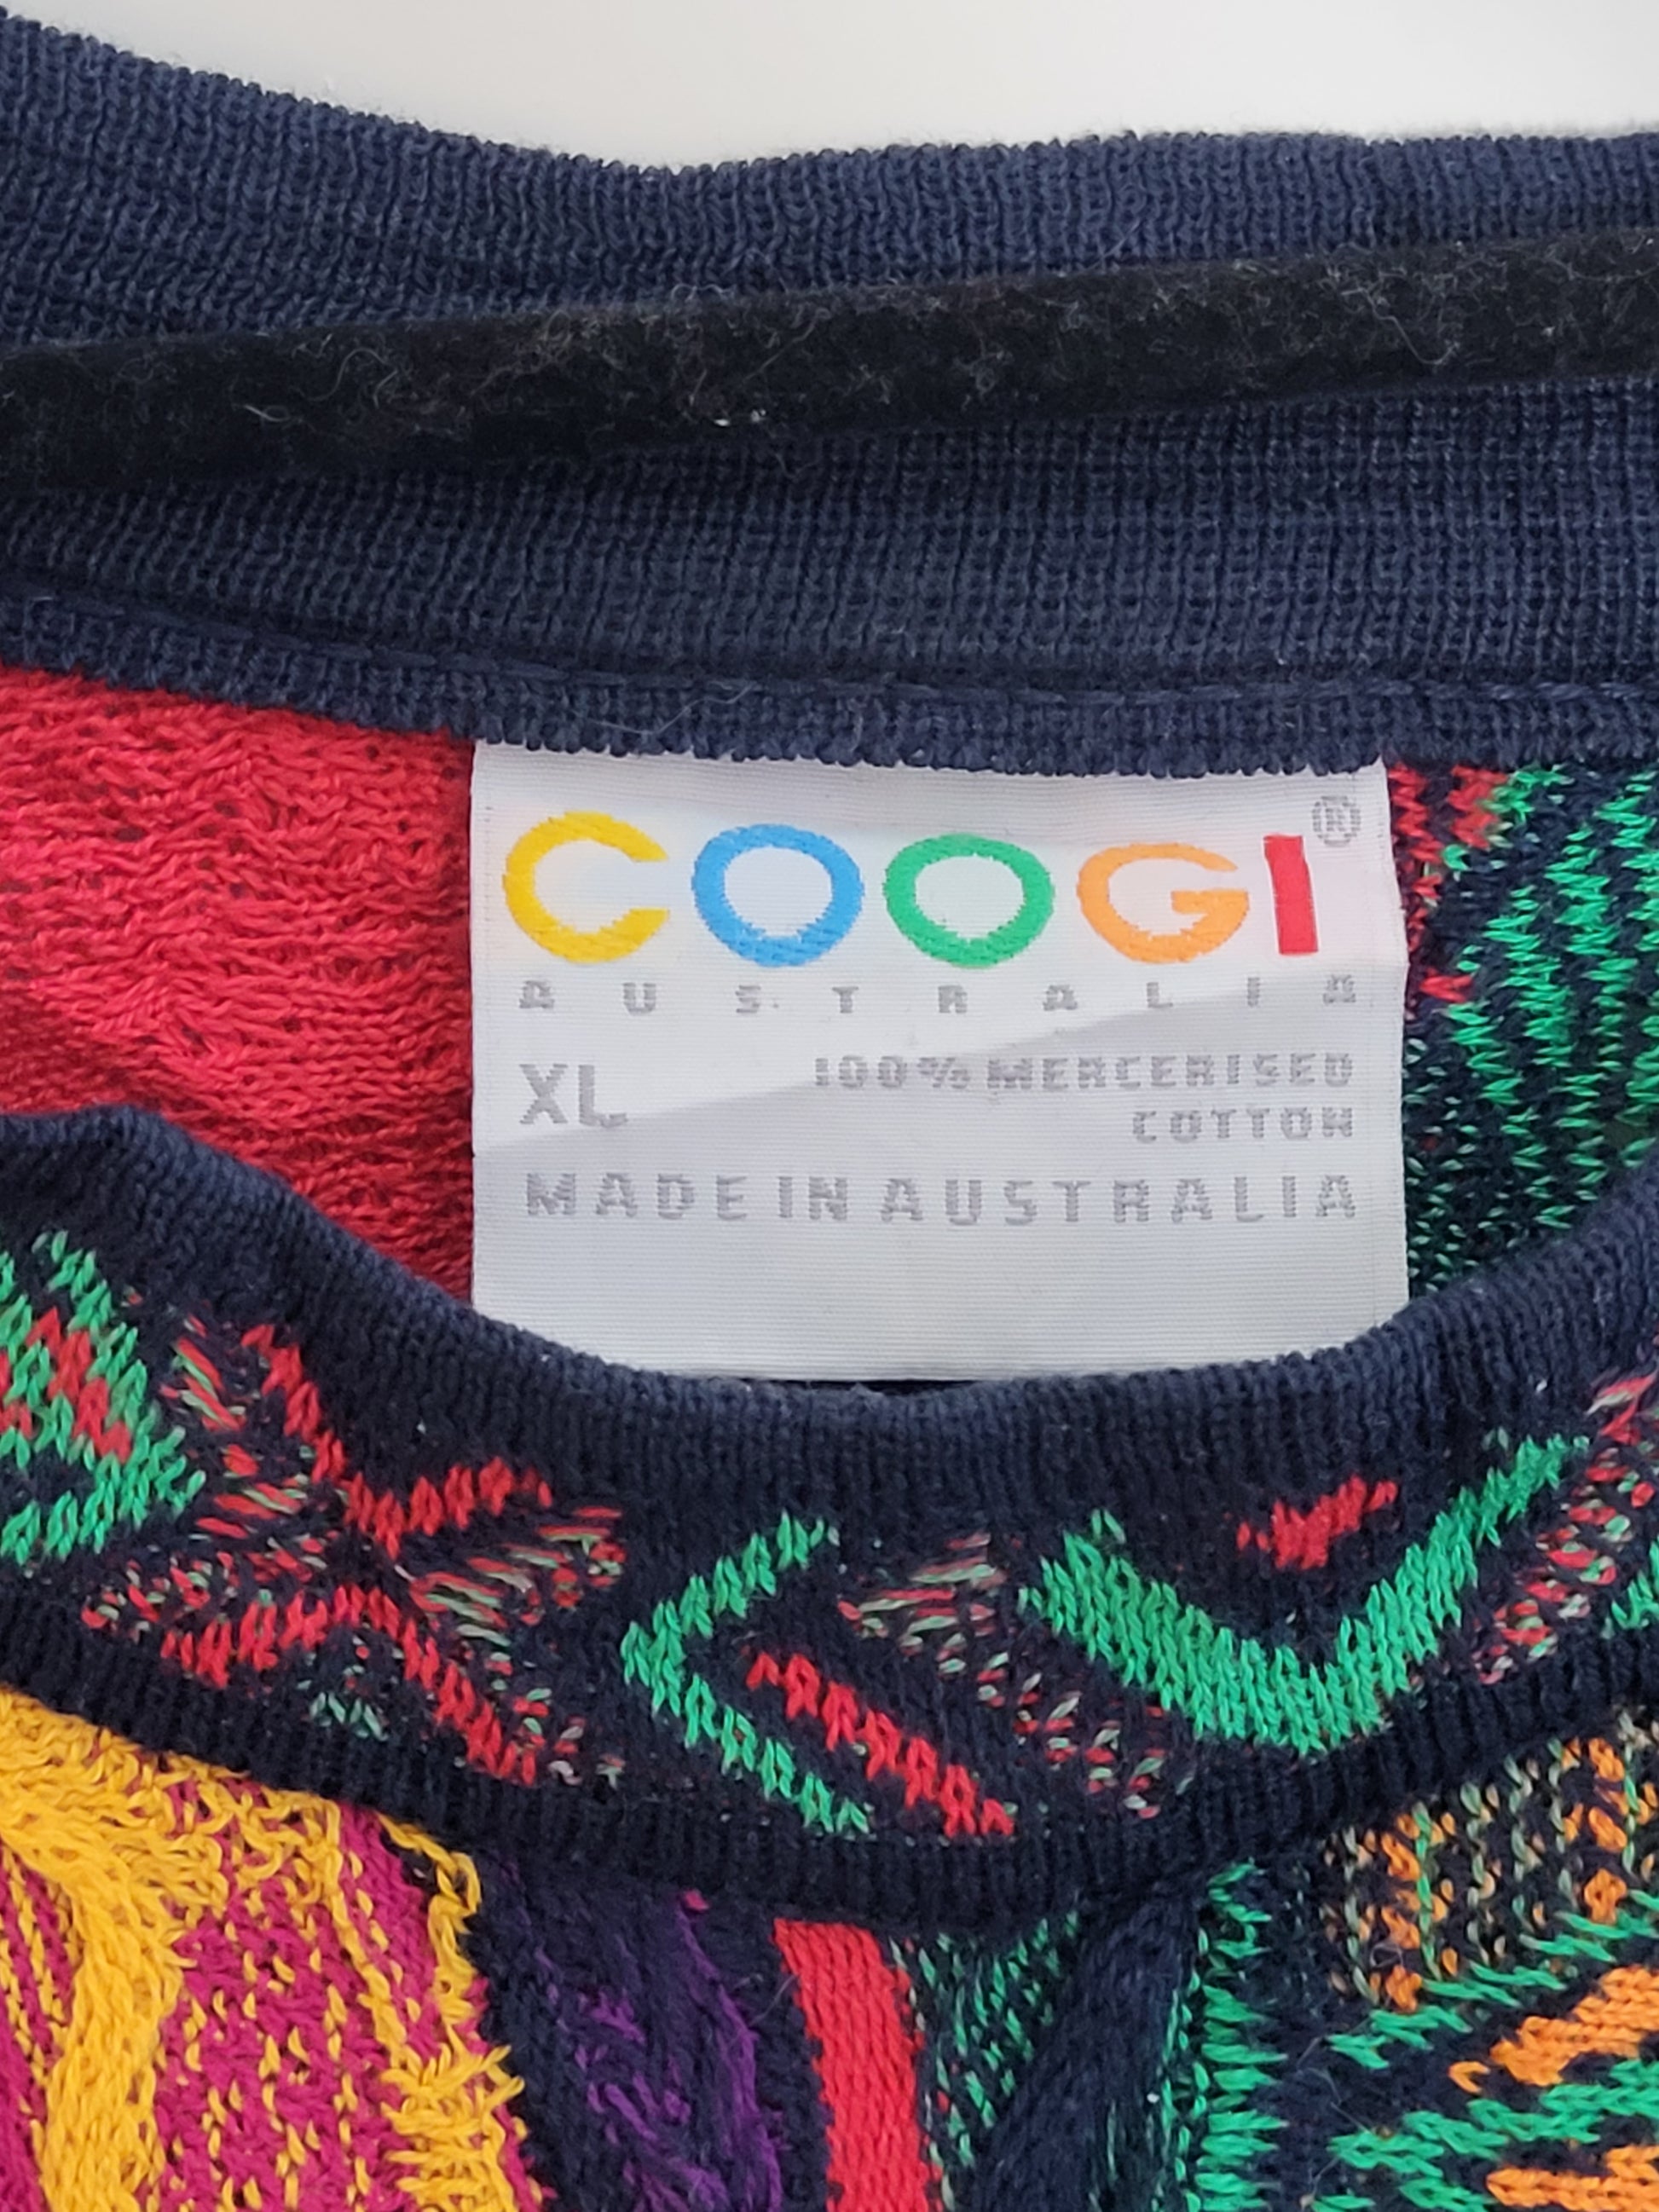 COOGI®
AUSTRALIA
XL 100% MERCERISED
COTTON
MADE IN AUSTRALIA